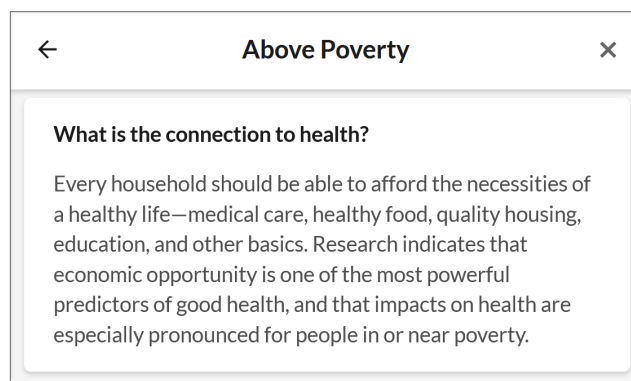 Above Poverty
What is the connection to health?
Every household should be able to afford the necessities of
a healthy life—medical care, healthy food, quality housing,
education, and other basics. Research indicates that
economic opportunity is one of the most powerful
predictors of good health, and that impacts on health are
especially pronounced for people in or near poverty.